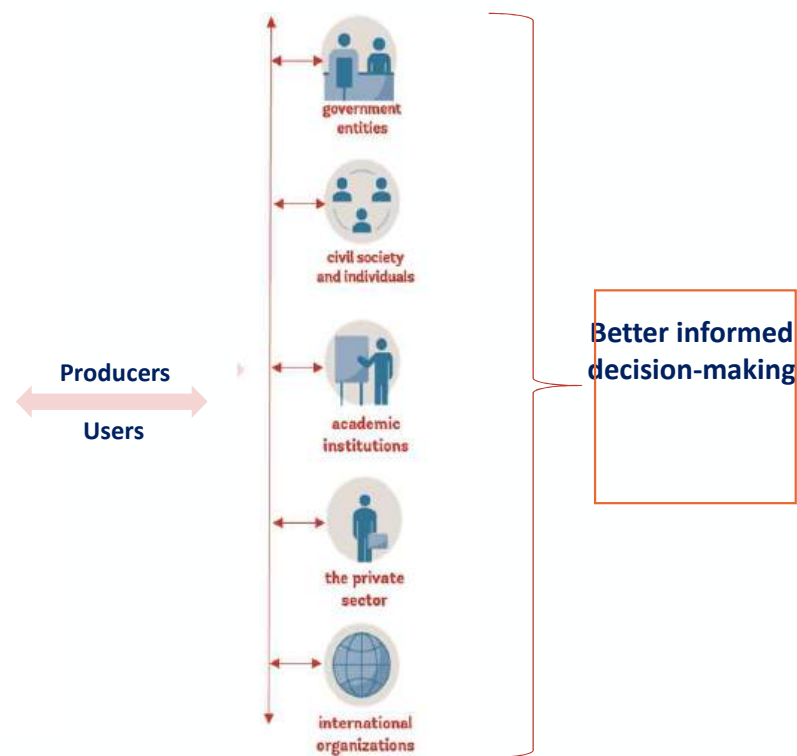 government
entities
civil society
and individuals
Producers
Users
academic
institutions
the private
sector
international
organizations
Better informed
decision-making